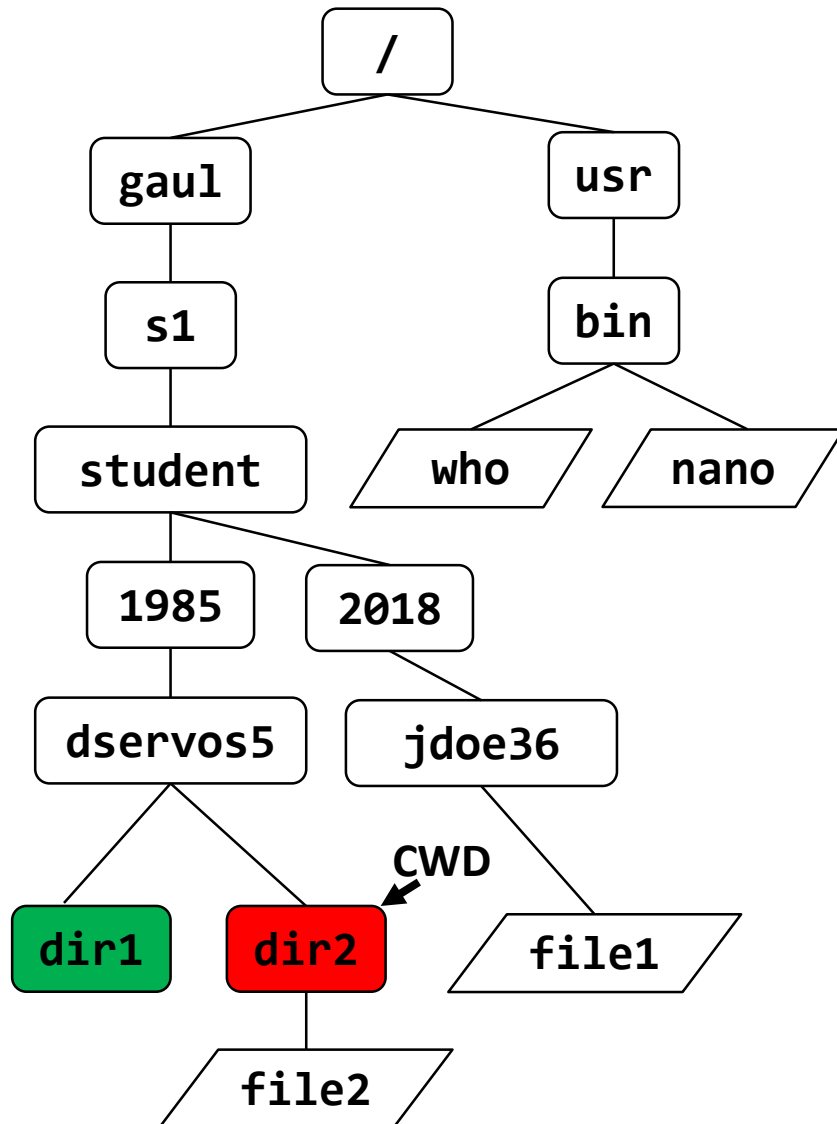 /
gaul
usr
s1
bin
student
who
nano
1985
2018
dservos5
jdoe36
CWD
dir1
dir2
file1
file2